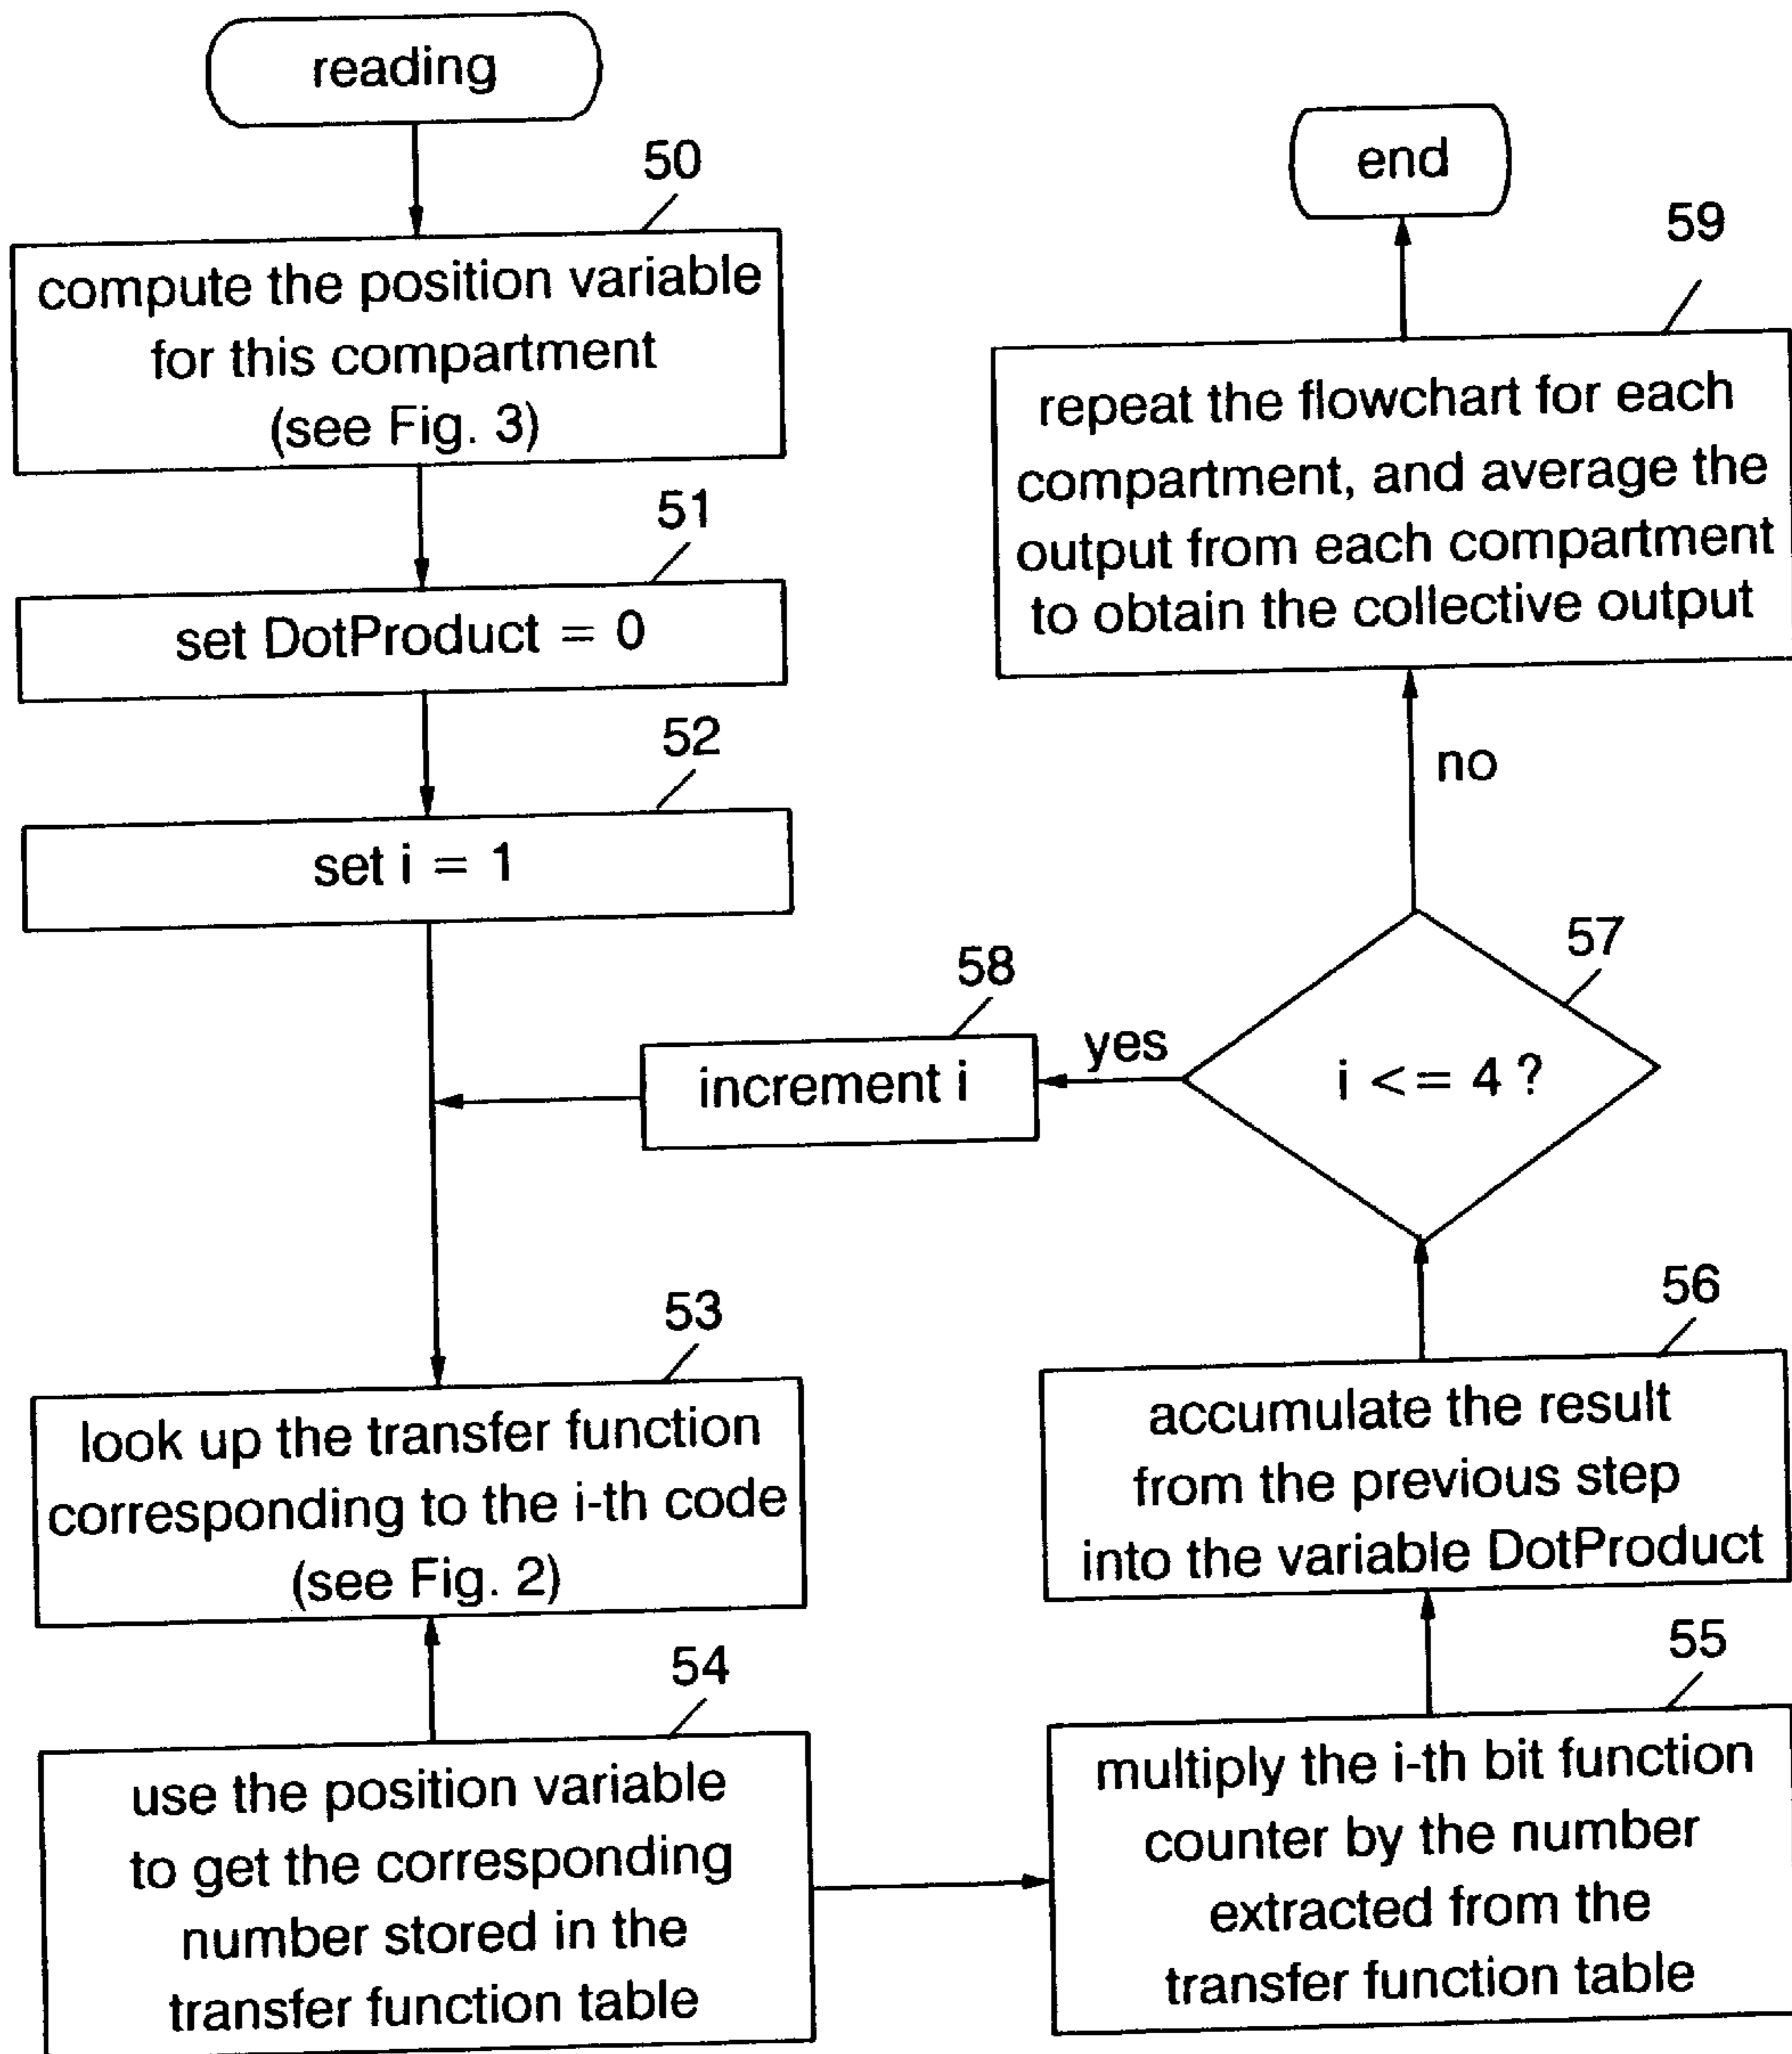 reading
50
compute the position variable
for this compartment
(see Fig. 3)
51
set DotProduct = 0
52
set i = 1
53
look up the transfer function
corresponding to the i-th code
(see Fig. 2)
54
use the position variable
to get the corresponding
number stored in the
transfer function table
55
multiply the i-th bit function
counter by the number
extracted from the
transfer function table
56
accumulate the result
from the previous step
into the variable DotProduct
57
i <= 4 ?
yes
58
increment i
no
59
repeat the flowchart for each
compartment, and average the
output from each compartment
to obtain the collective output
end